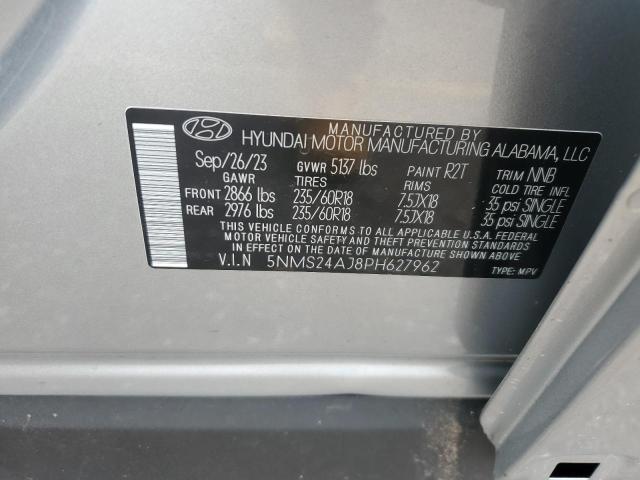 MANUFACTURED BY
HYUNDAI MOTOR MANUFACTURING ALABAMA, LLC
Sep/26/23 GVWR 5137 lbs PAINT R2T TRIM NNB
GAWR TIRES RIMS COLD TIRE INFL
FRONT 2866 lbs 235/60R18 7.5JX18 35 psi SINGLE
REAR 2976 lbs 235/60R18 7.5JX18 35 psi SINGLE
THIS VEHICLE CONFORMS TO ALL APPLICABLE U.S. FEDERAL
MOTOR VEHICLE SAFETY AND THEFT PREVENTION STANDARDS
IN EFFECT ON THE DATE OF MANUFACTURE SHOWN ABOVE.
V.I.N 5NMS24AJ8PH627962 TYPE: MPV